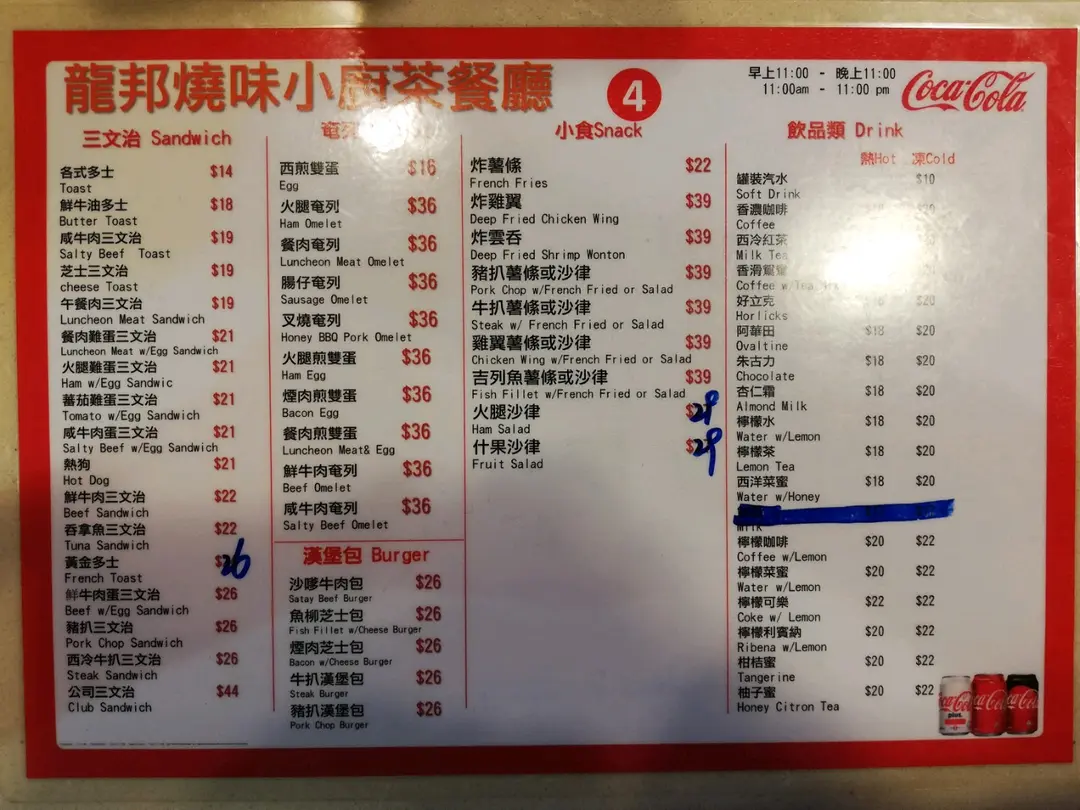 龍邦燒味小廚茶餐廳
4
早上11:00 - 晚上11:00
11:00am - 11:00 pm
Coca-Cola
三文治 Sandwich
各式多士 $14
Toast
鮮牛油多士 $18
Butter Toast
咸牛肉三文治 $19
Salty Beef Toast
芝士三文治 $19
cheese Toast
午餐肉三文治 $19
Luncheon Meat Sandwich
餐肉雞蛋三文治 $21
Luncheon Meat w/Egg Sandwich
火腿雞蛋三文治 $21
Ham w/Egg Sandwic
蕃茄雞蛋三文治 $21
Tomato w/Egg Sandwich
咸牛肉蛋三文治 $21
Salty Beef w/Egg Sandwich
熱狗 $21
Hot Dog
鮮牛肉三文治 $22
Beef Sandwich
吞拿魚三文治 $22
Tuna Sandwich
黃金多士 $26
French Toast
鮮牛肉蛋三文治 $26
Beef w/Egg Sandwich
豬扒三文治 $26
Pork Chop Sandwich
西冷牛扒三文治 $26
Steak Sandwich
公司三文治 $44
Club Sandwich
奄列
西煎雙蛋 $16
Egg
火腿奄列 $36
Ham Omelet
餐肉奄列 $36
Luncheon Meat Omelet
腸仔奄列 $36
Sausage Omelet
叉燒奄列 $36
Honey BBQ Pork Omelet
火腿煎雙蛋 $36
Ham Egg
煙肉煎雙蛋 $36
Bacon Egg
餐肉煎雙蛋 $36
Luncheon Meat& Egg
鮮牛肉奄列 $36
Beef Omelet
咸牛肉奄列 $36
Salty Beef Omelet
漢堡包 Burger
沙嗲牛肉包 $26
Satay Beef Burger
魚柳芝士包 $26
Fish Fillet w/Cheese Burger
煙肉芝士包 $26
Bacon w/Cheese Burger
牛扒漢堡包 $26
Steak Burger
豬扒漢堡包 $26
Pork Chop Burger
小食Snack
炸薯條 $22
French Fries
炸雞翼 $39
Deep Fried Chicken Wing
炸雲吞 $39
Deep Fried Shrimp Wonton
豬扒薯條或沙律 $39
Pork Chop w/French Fried or Salad
牛扒薯條或沙律 $39
Steak w/ French Fried or Salad
雞翼薯條或沙律 $39
Chicken Wing w/French Fried or Salad
吉列魚薯條或沙律 $39
Fish Fillet w/French Fried or Salad
火腿沙律 $29
Ham Salad
什果沙律 $29
Fruit Salad
飲品類 Drink
熱Hot 凍Cold
罐裝汽水 $10
Soft Drink
香濃咖啡
Coffee
西冷紅茶
Milk Tea
香滑鴛鴦
Coffee w/Tea
好立克 $20
Horlicks
阿華田 $18 $20
Ovaltine
朱古力 $18 $20
Chocolate
杏仁霜 $18 $20
Almond Milk
檸檬水 $18 $20
Water w/Lemon
檸檬茶 $18 $20
Lemon Tea
西洋菜蜜 $18 $20
Water w/Honey
Milk
檸檬咖啡 $20 $22
Coffee w/Lemon
檸檬菜蜜 $20 $22
Water w/Lemon
檸檬可樂 $22 $22
Coke w/ Lemon
檸檬利賓納 $20 $22
Ribena w/Lemon
柑桔蜜 $20 $22
Tangerine
柚子蜜 $20 $22
Honey Citron Tea